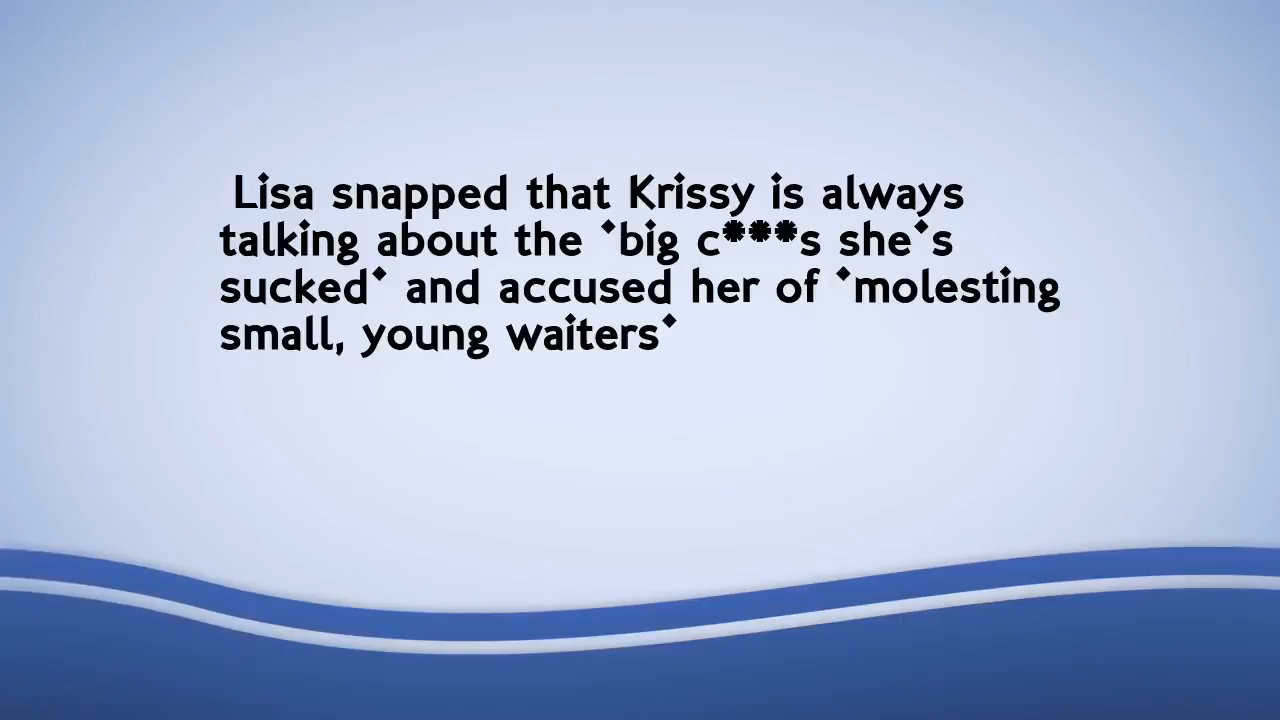 Lisa snapped that Krissy is always
talking about the 'big c***s she's
sucked' and accused her of 'molesting
small, young waiters'